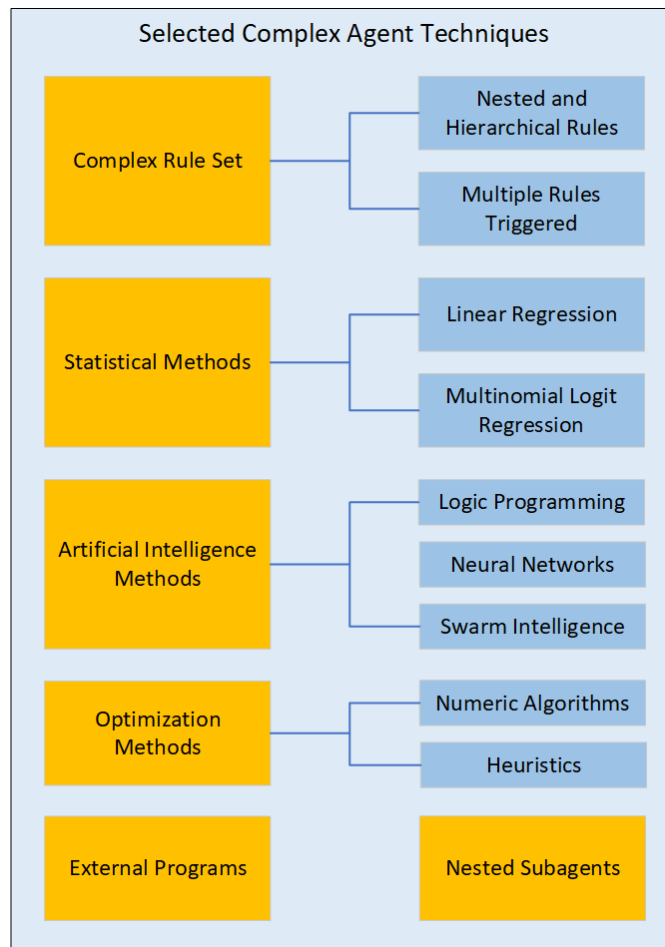 Selected Complex Agent Techniques
Complex Rule Set
Nested and
Hierarchical Rules
Multiple Rules
Triggered
Statistical Methods
Linear Regression
Multinomial Logit
Regression
Artificial Intelligence
Methods
Logic Programming
Neural Networks
Swarm Intelligence
Optimization
Methods
Numeric Algorithms
Heuristics
External Programs
Nested Subagents